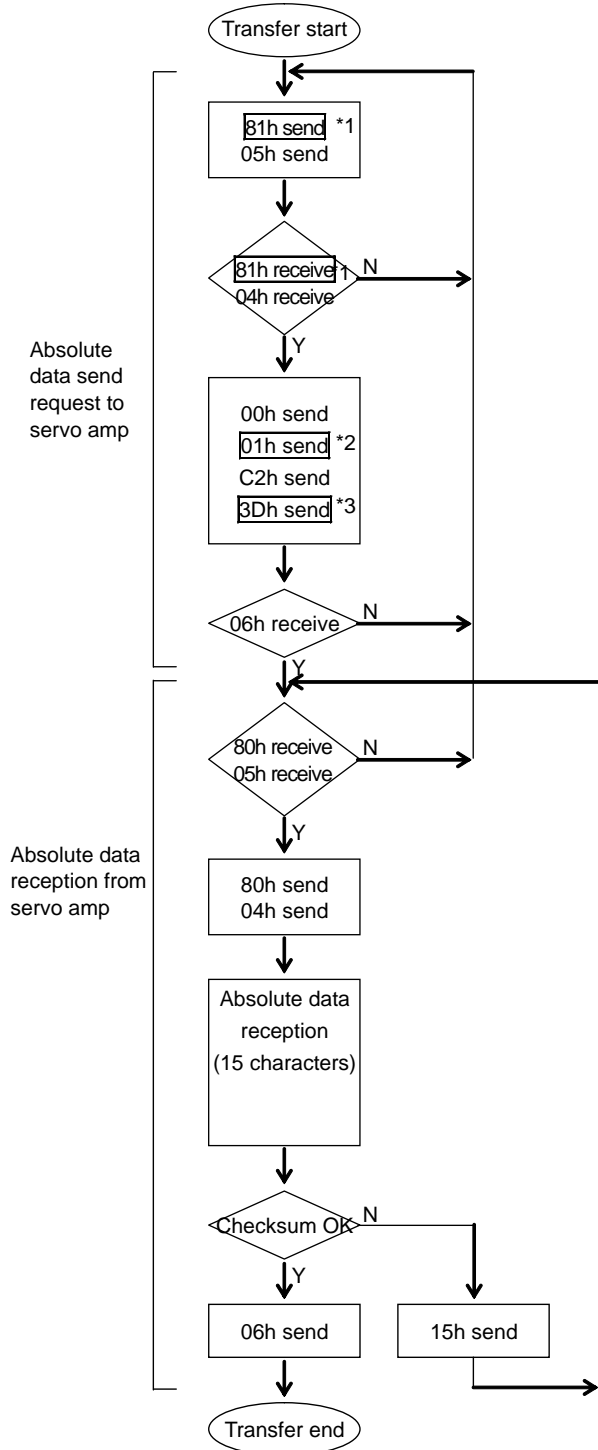 Transfer start
81h send *1
05h send
81h receive*1 N
04h receive
Y
Absolute
data send
request to
servo amp
00h send
01h send *2
C2h send
3Dh send *3
06h receive N
Y
80h receive N
05h receive
Y
Absolute data
reception from
servo amp
80h send
04h send
Absolute data
reception
(15 characters)
Checksum OK N
Y
06h send
15h send
Transfer end